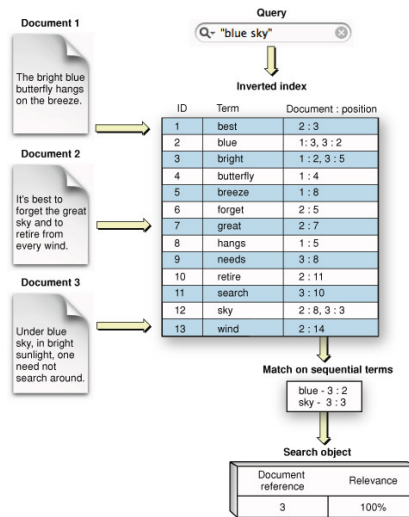 Document 1
The bright blue
butterfly hangs
on the breeze.
Document 2
It's best to
forget the great
sky and to
retire from
every wind.
Document 3
Under blue
sky, in bright
sunlight, one
need not
search around.
Query
"blue sky"
Inverted index
ID Term Document : position
1 best 2 : 3
2 blue 1: 3, 3 : 2
3 bright 1 : 2, 3 : 5
4 butterfly 1 : 4
5 breeze 1 : 8
6 forget 2 : 5
7 great 2 : 7
8 hangs 1 : 5
9 needs 3 : 8
10 retire 2 : 11
11 search 3 : 10
12 sky 2 : 8, 3 : 3
13 wind 2 : 14
Match on sequential terms
blue - 3 : 2
sky - 3 : 3
Search object
Document
reference Relevance
3 100%